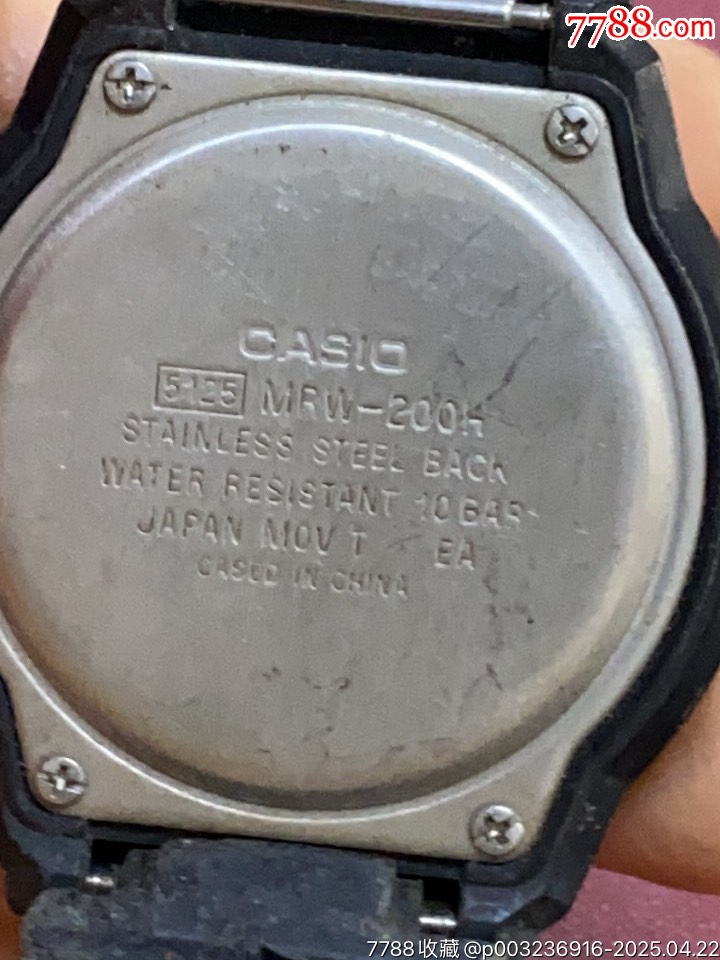 7788.com
CASIO
5125 MRW-200H
STAINLESS STEEL BACK
WATER RESISTANT 10 BAR
JAPAN MOV T EA
CASED IN CHINA
7788收藏 @p003236916-2025.04.22